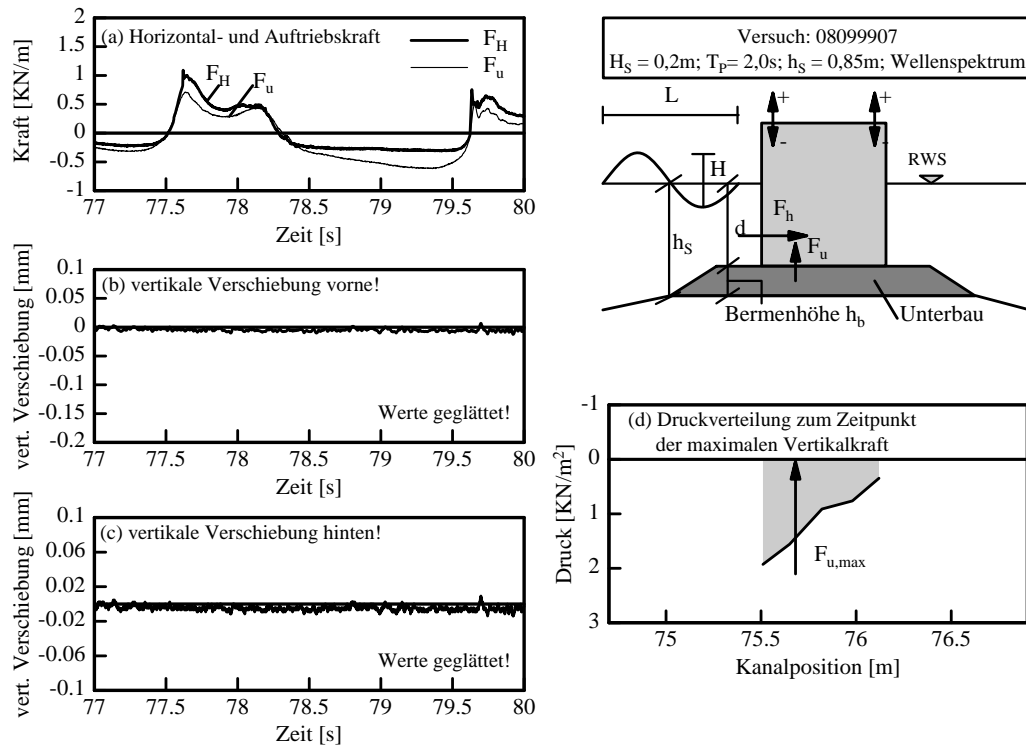 Kraft [KN/m]
2
1.5
1
0.5
0
-0.5
-1
(a) Horizontal- und Auftriebskraft
F_H
F_u
F_H
F_u
77 77.5 78 78.5 79 79.5 80
Zeit [s]
vert. Verschiebung [mm]
0.1
0.05
0
-0.05
-0.1
-0.15
-0.2
(b) vertikale Verschiebung vorne!
Werte geglättet!
77 77.5 78 78.5 79 79.5 80
Zeit [s]
vert. Verschiebung [mm]
0.1
0.06
0.02
-0.02
-0.06
-0.1
(c) vertikale Verschiebung hinten!
Werte geglättet!
77 77.5 78 78.5 79 79.5 80
Zeit [s]
Versuch: 08099907
H_S = 0,2m; T_P= 2,0s; h_S = 0,85m; Wellenspektrum
L
+
-
+
-
H
RWS
F_h
d
h_S
F_u
Bermenhöhe h_b
Unterbau
Druck [KN/m²]
-1
0
1
2
3
(d) Druckverteilung zum Zeitpunkt
der maximalen Vertikalkraft
F_u,max
75 75.5 76 76.5
Kanalposition [m]